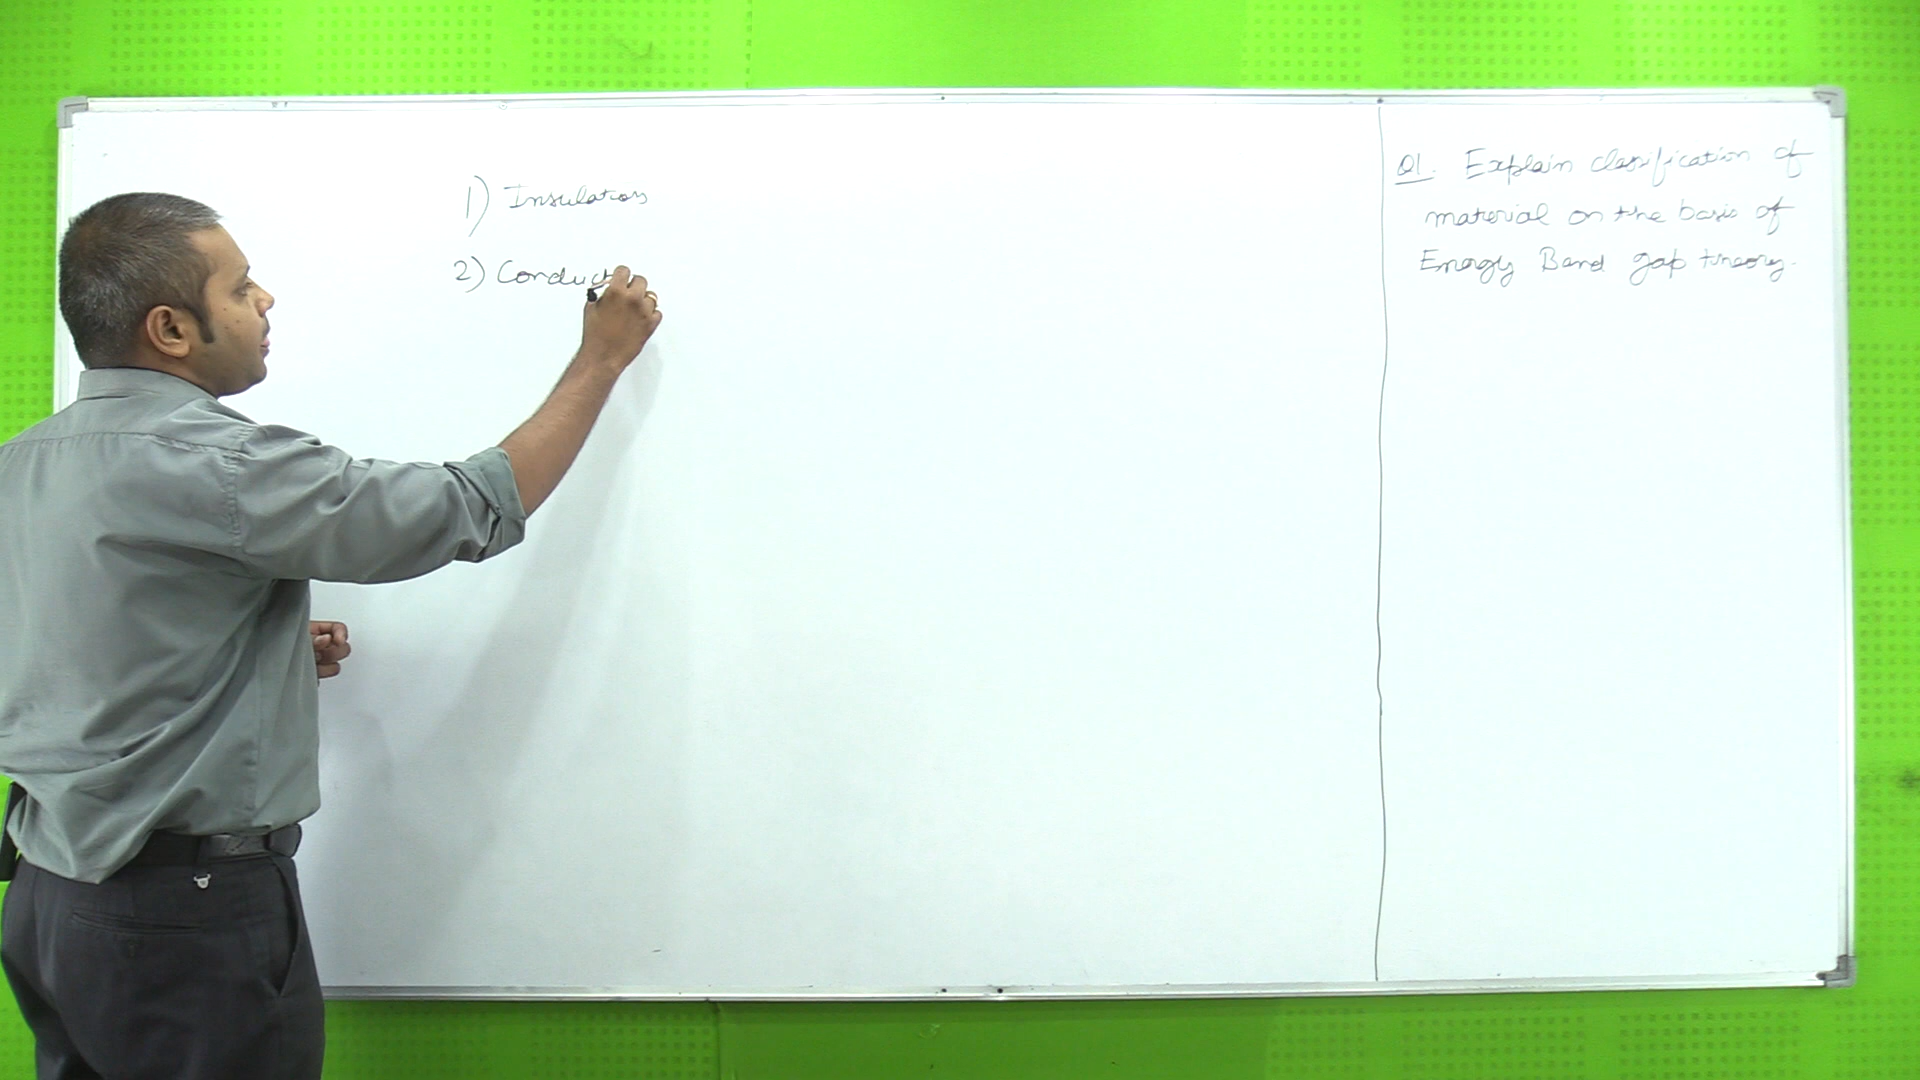 1) Insulators
2) Conduct
Q1. Explain classification of
material on the basis of
Energy Band gap theory.